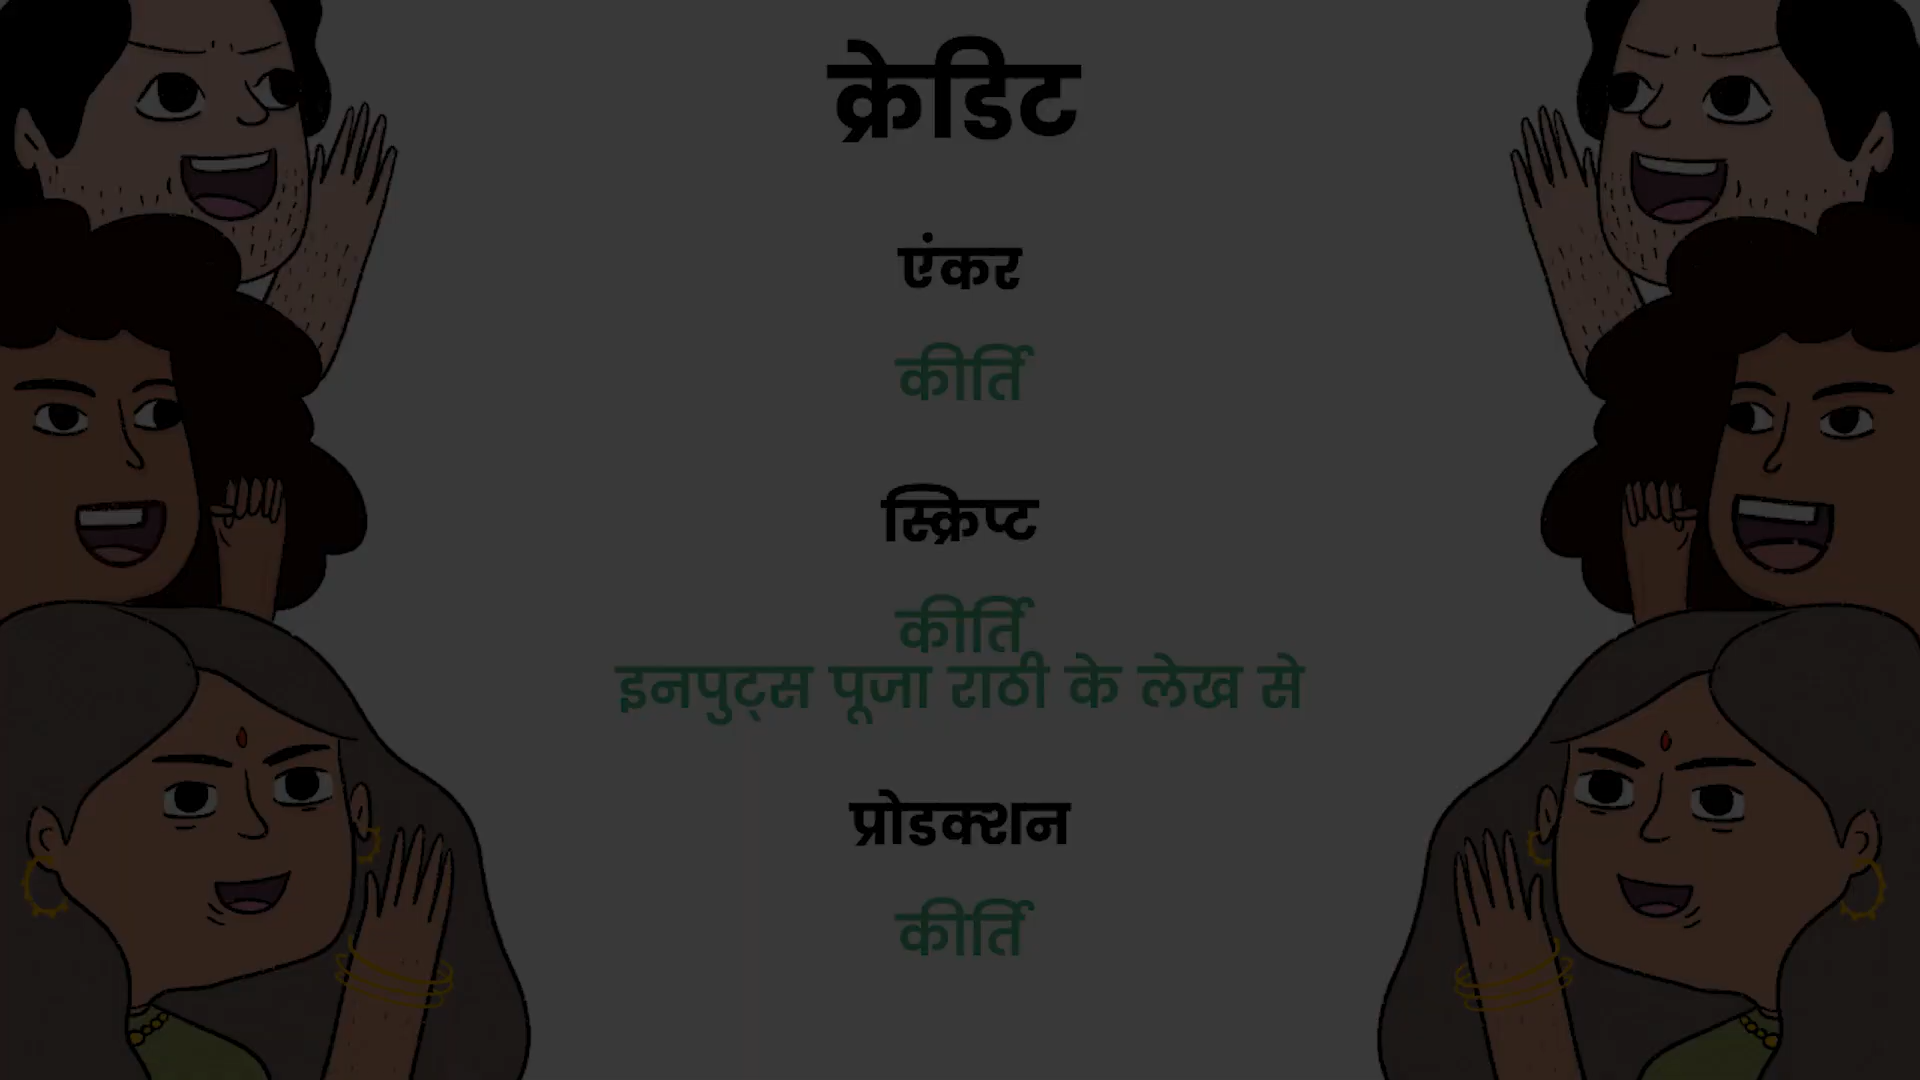 क्रेडिट
एंकर
कीर्ति
स्क्रिप्ट
कीर्ति
इनपुट्स पूजा राठी के लेख से
प्रोडक्शन
कीर्ति